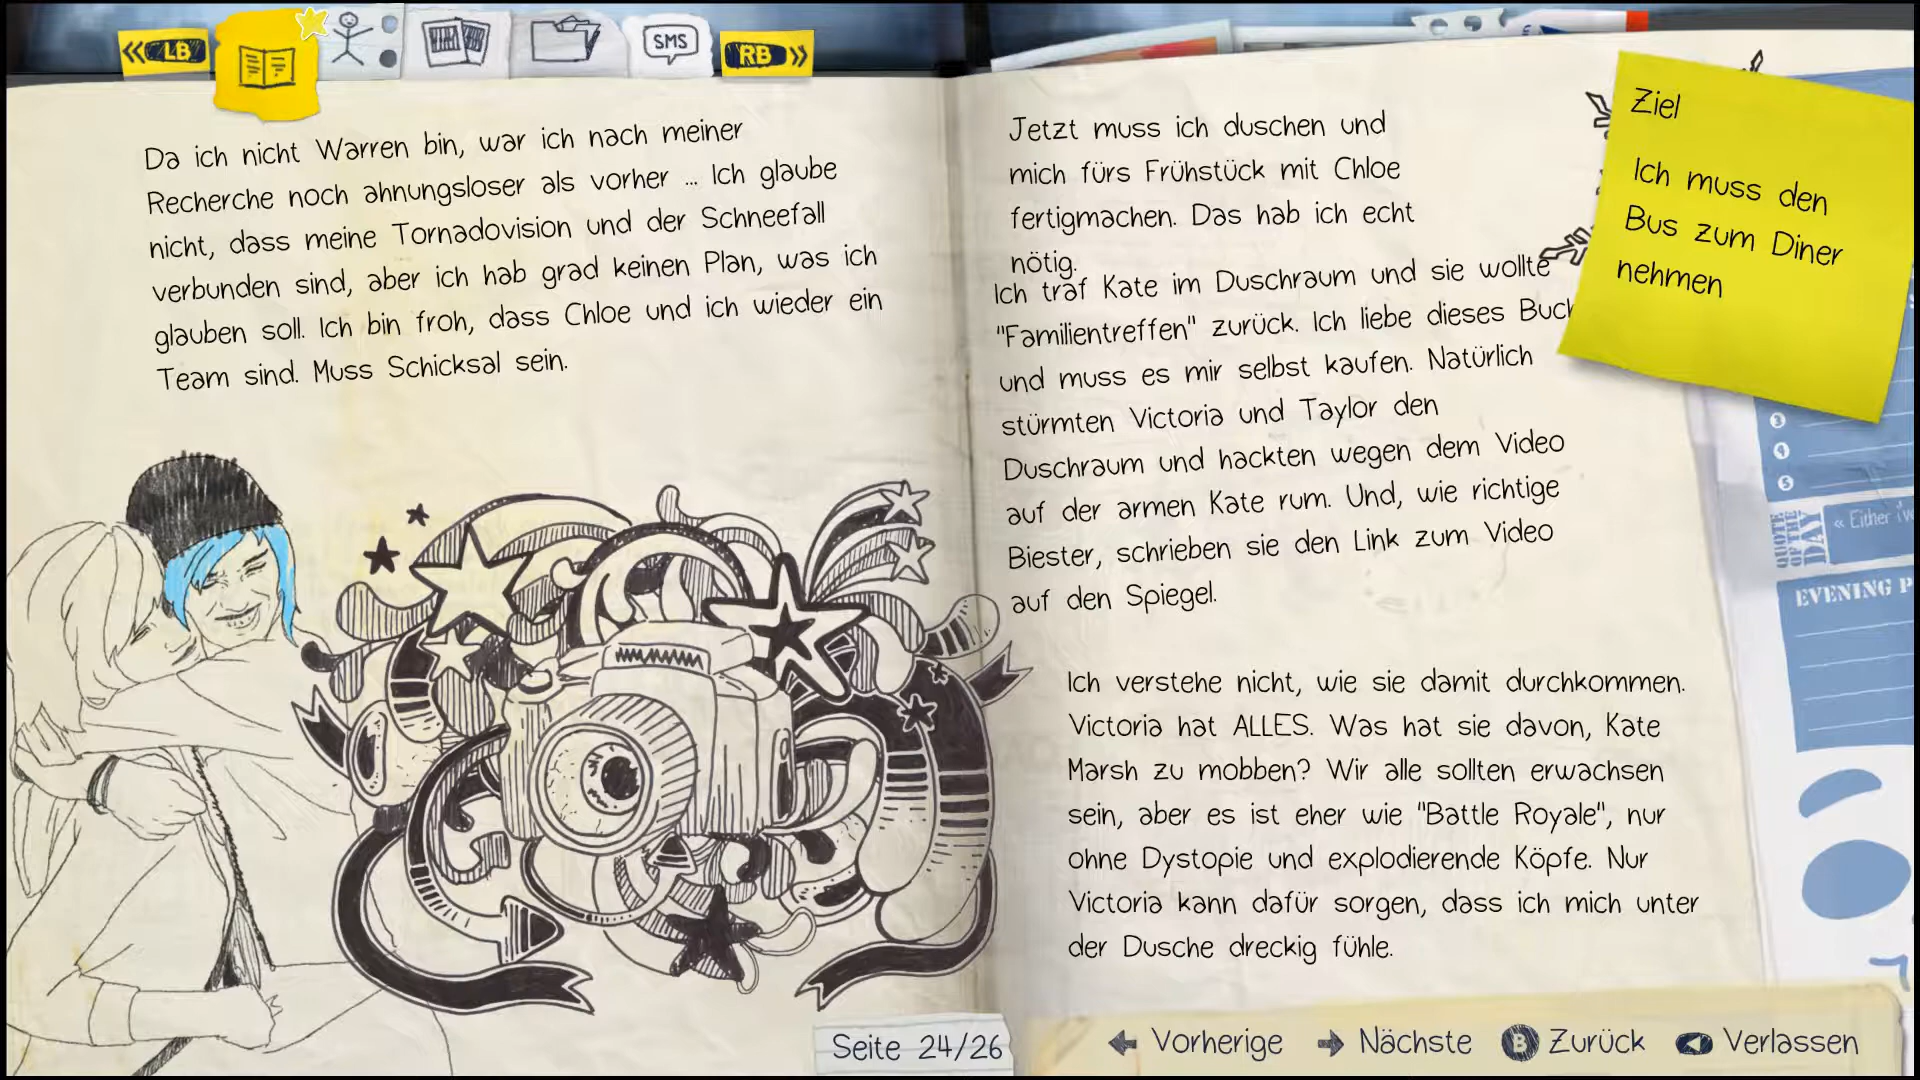 LB
SMS
RB
Da ich nicht Warren bin, war ich nach meiner
Recherche noch ahnungsloser als vorher ... Ich glaube
nicht, dass meine Tornadovision und der Schneefall
verbunden sind, aber ich hab grad keinen Plan, was ich
glauben soll. Ich bin froh, dass Chloe und ich wieder ein
Team sind. Muss Schicksal sein.
Jetzt muss ich duschen und
mich fürs Frühstück mit Chloe
fertigmachen. Das hab ich echt
nötig.
Ich traf Kate im Duschraum und sie wollte
"Familientreffen" zurück. Ich liebe dieses Buch
und muss es mir selbst kaufen. Natürlich
stürmten Victoria und Taylor den
Duschraum und hackten wegen dem Video
auf der armen Kate rum. Und, wie richtige
Biester, schrieben sie den Link zum Video
auf den Spiegel.
Ich verstehe nicht, wie sie damit durchkommen.
Victoria hat ALLES. Was hat sie davon, Kate
Marsh zu mobben? Wir alle sollten erwachsen
sein, aber es ist eher wie "Battle Royale", nur
ohne Dystopie und explodierende Köpfe. Nur
Victoria kann dafür sorgen, dass ich mich unter
der Dusche dreckig fühle.
Ziel
Ich muss den
Bus zum Diner
nehmen
3
4
5
QUOTE
OF THE
DAY
« Either
EVENING P
Seite 24/26
Vorherige
Nächste
B Zurück
Verlassen